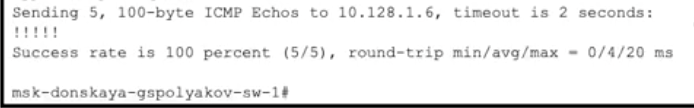 Sending 5, 100-byte ICMP Echos to 10.128.1.6, timeout is 2 seconds:
!!!!!
Success rate is 100 percent (5/5), round-trip min/avg/max = 0/4/20 ms
msk-donskaya-gspolyakov-sw-1#